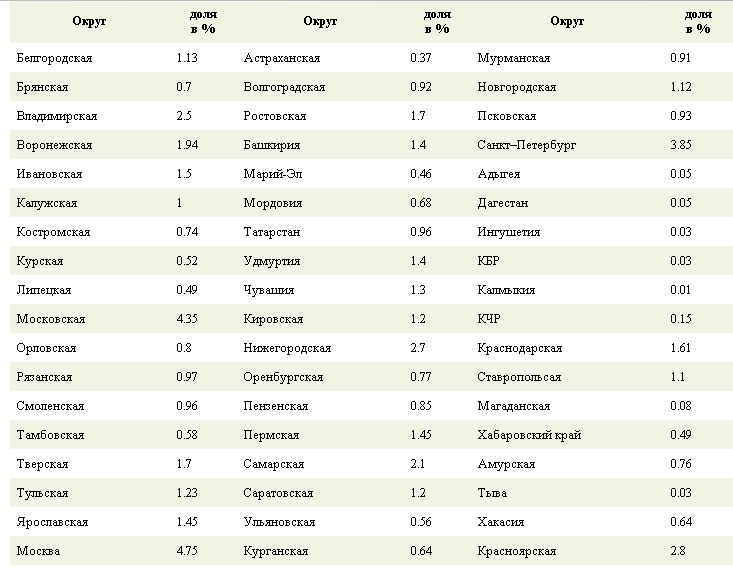 Округ доля в % Округ доля в % Округ доля в %
Белгородская 1.13 Астраханская 0.37 Мурманская 0.91
Брянская 0.7 Волгоградская 0.92 Новгородская 1.12
Владимирская 2.5 Ростовская 1.7 Псковская 0.93
Воронежская 1.94 Башкирия 1.4 Санкт–Петербург 3.85
Ивановская 1.5 Марий-Эл 0.46 Адыгея 0.05
Калужская 1 Мордовия 0.68 Дагестан 0.05
Костромская 0.74 Татарстан 0.96 Ингушетия 0.03
Курская 0.52 Удмуртия 1.4 КБР 0.03
Липецкая 0.49 Чувашия 1.3 Калмыкия 0.01
Московская 4.35 Кировская 1.2 КЧР 0.15
Орловская 0.8 Нижегородская 2.7 Краснодарская 1.61
Рязанская 0.97 Оренбургская 0.77 Ставропольсая 1.1
Смоленская 0.96 Пензенская 0.85 Магаданская 0.08
Тамбовская 0.58 Пермская 1.45 Хабаровский край 0.49
Тверская 1.7 Самарская 2.1 Амурская 0.76
Тульская 1.23 Саратовская 1.2 Тыва 0.03
Ярославская 1.45 Ульяновская 0.56 Хакасия 0.64
Москва 4.75 Курганская 0.64 Красноярская 2.8